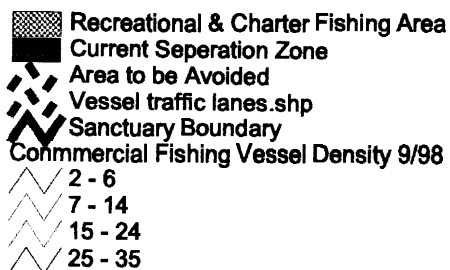 Recreational & Charter Fishing Area
Current Seperation Zone
Area to be Avoided
Vessel traffic lanes.shp
Sanctuary Boundary
Conmmercial Fishing Vessel Density 9/98
2 - 6
7 - 14
15 - 24
25 - 35